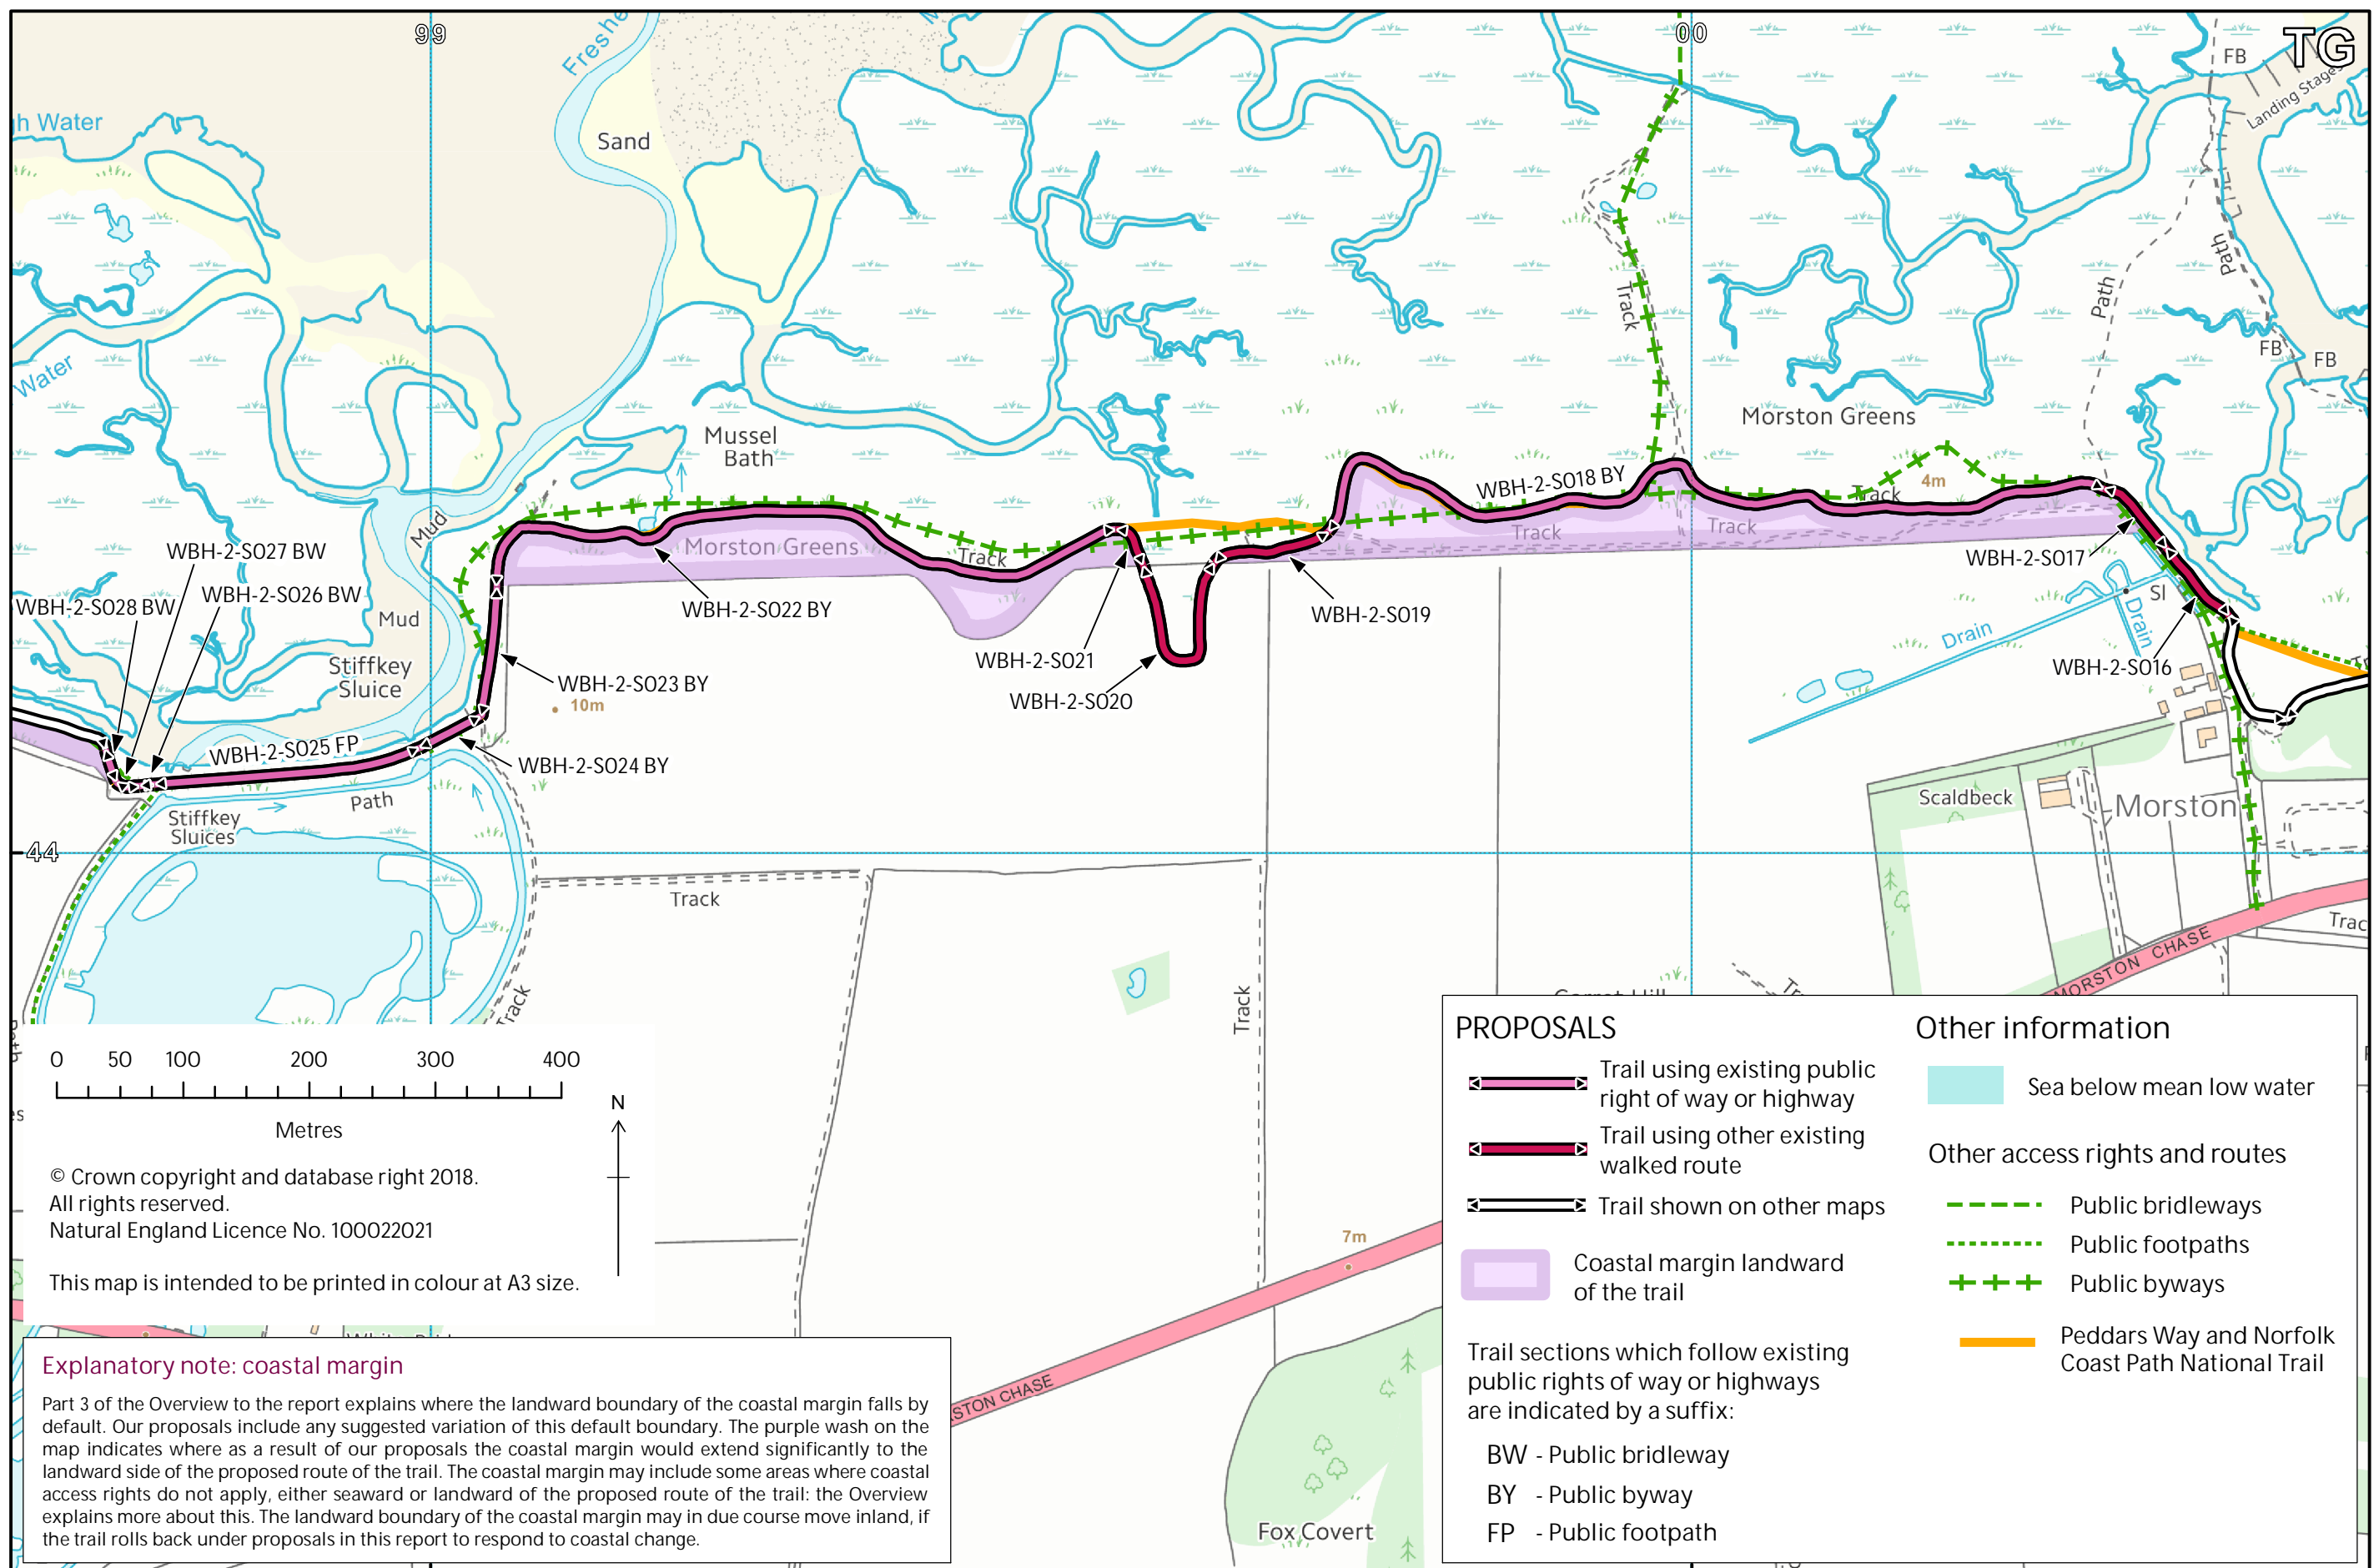 99
00
TG
Freshe
FB
Landing Stages
gh Water
Sand
Path
Path
Track
FB
FB
Water
Morston Greens
Mussel
Bath
WBH-2-S018 BY
4m
Track
Mud
Track
Track
Morston Greens
Track
WBH-2-S027 BW
WBH-2-S017
WBH-2-S028 BW
WBH-2-S026 BW
SI
Mud
WBH-2-S022 BY
WBH-2-S019
Drain
Drain
Stiffkey
Sluice
WBH-2-S021
WBH-2-S016
WBH-2-S023 BY
WBH-2-S020
10m
WBH-2-S025 FP
WBH-2-S024 BY
Path
Stiffkey
Sluices
Scaldbeck
Morston
44
Track
Trac
MORSTON CHASE
Track
Track
0 50 100 200 300 400
Metres
N
© Crown copyright and database right 2018.
All rights reserved.
Natural England Licence No. 100022021
This map is intended to be printed in colour at A3 size.
7m
STON CHASE
Fox Covert
Explanatory note: coastal margin
Part 3 of the Overview to the report explains where the landward boundary of the coastal margin falls by
default. Our proposals include any suggested variation of this default boundary. The purple wash on the
map indicates where as a result of our proposals the coastal margin would extend significantly to the
landward side of the proposed route of the trail. The coastal margin may include some areas where coastal
access rights do not apply, either seaward or landward of the proposed route of the trail: the Overview
explains more about this. The landward boundary of the coastal margin may in due course move inland, if
the trail rolls back under proposals in this report to respond to coastal change.
PROPOSALS
Trail using existing public
right of way or highway
Trail using other existing
walked route
Trail shown on other maps
Coastal margin landward
of the trail
Trail sections which follow existing
public rights of way or highways
are indicated by a suffix:
BW - Public bridleway
BY - Public byway
FP - Public footpath
Other information
Sea below mean low water
Other access rights and routes
Public bridleways
Public footpaths
Public byways
Peddars Way and Norfolk
Coast Path National Trail